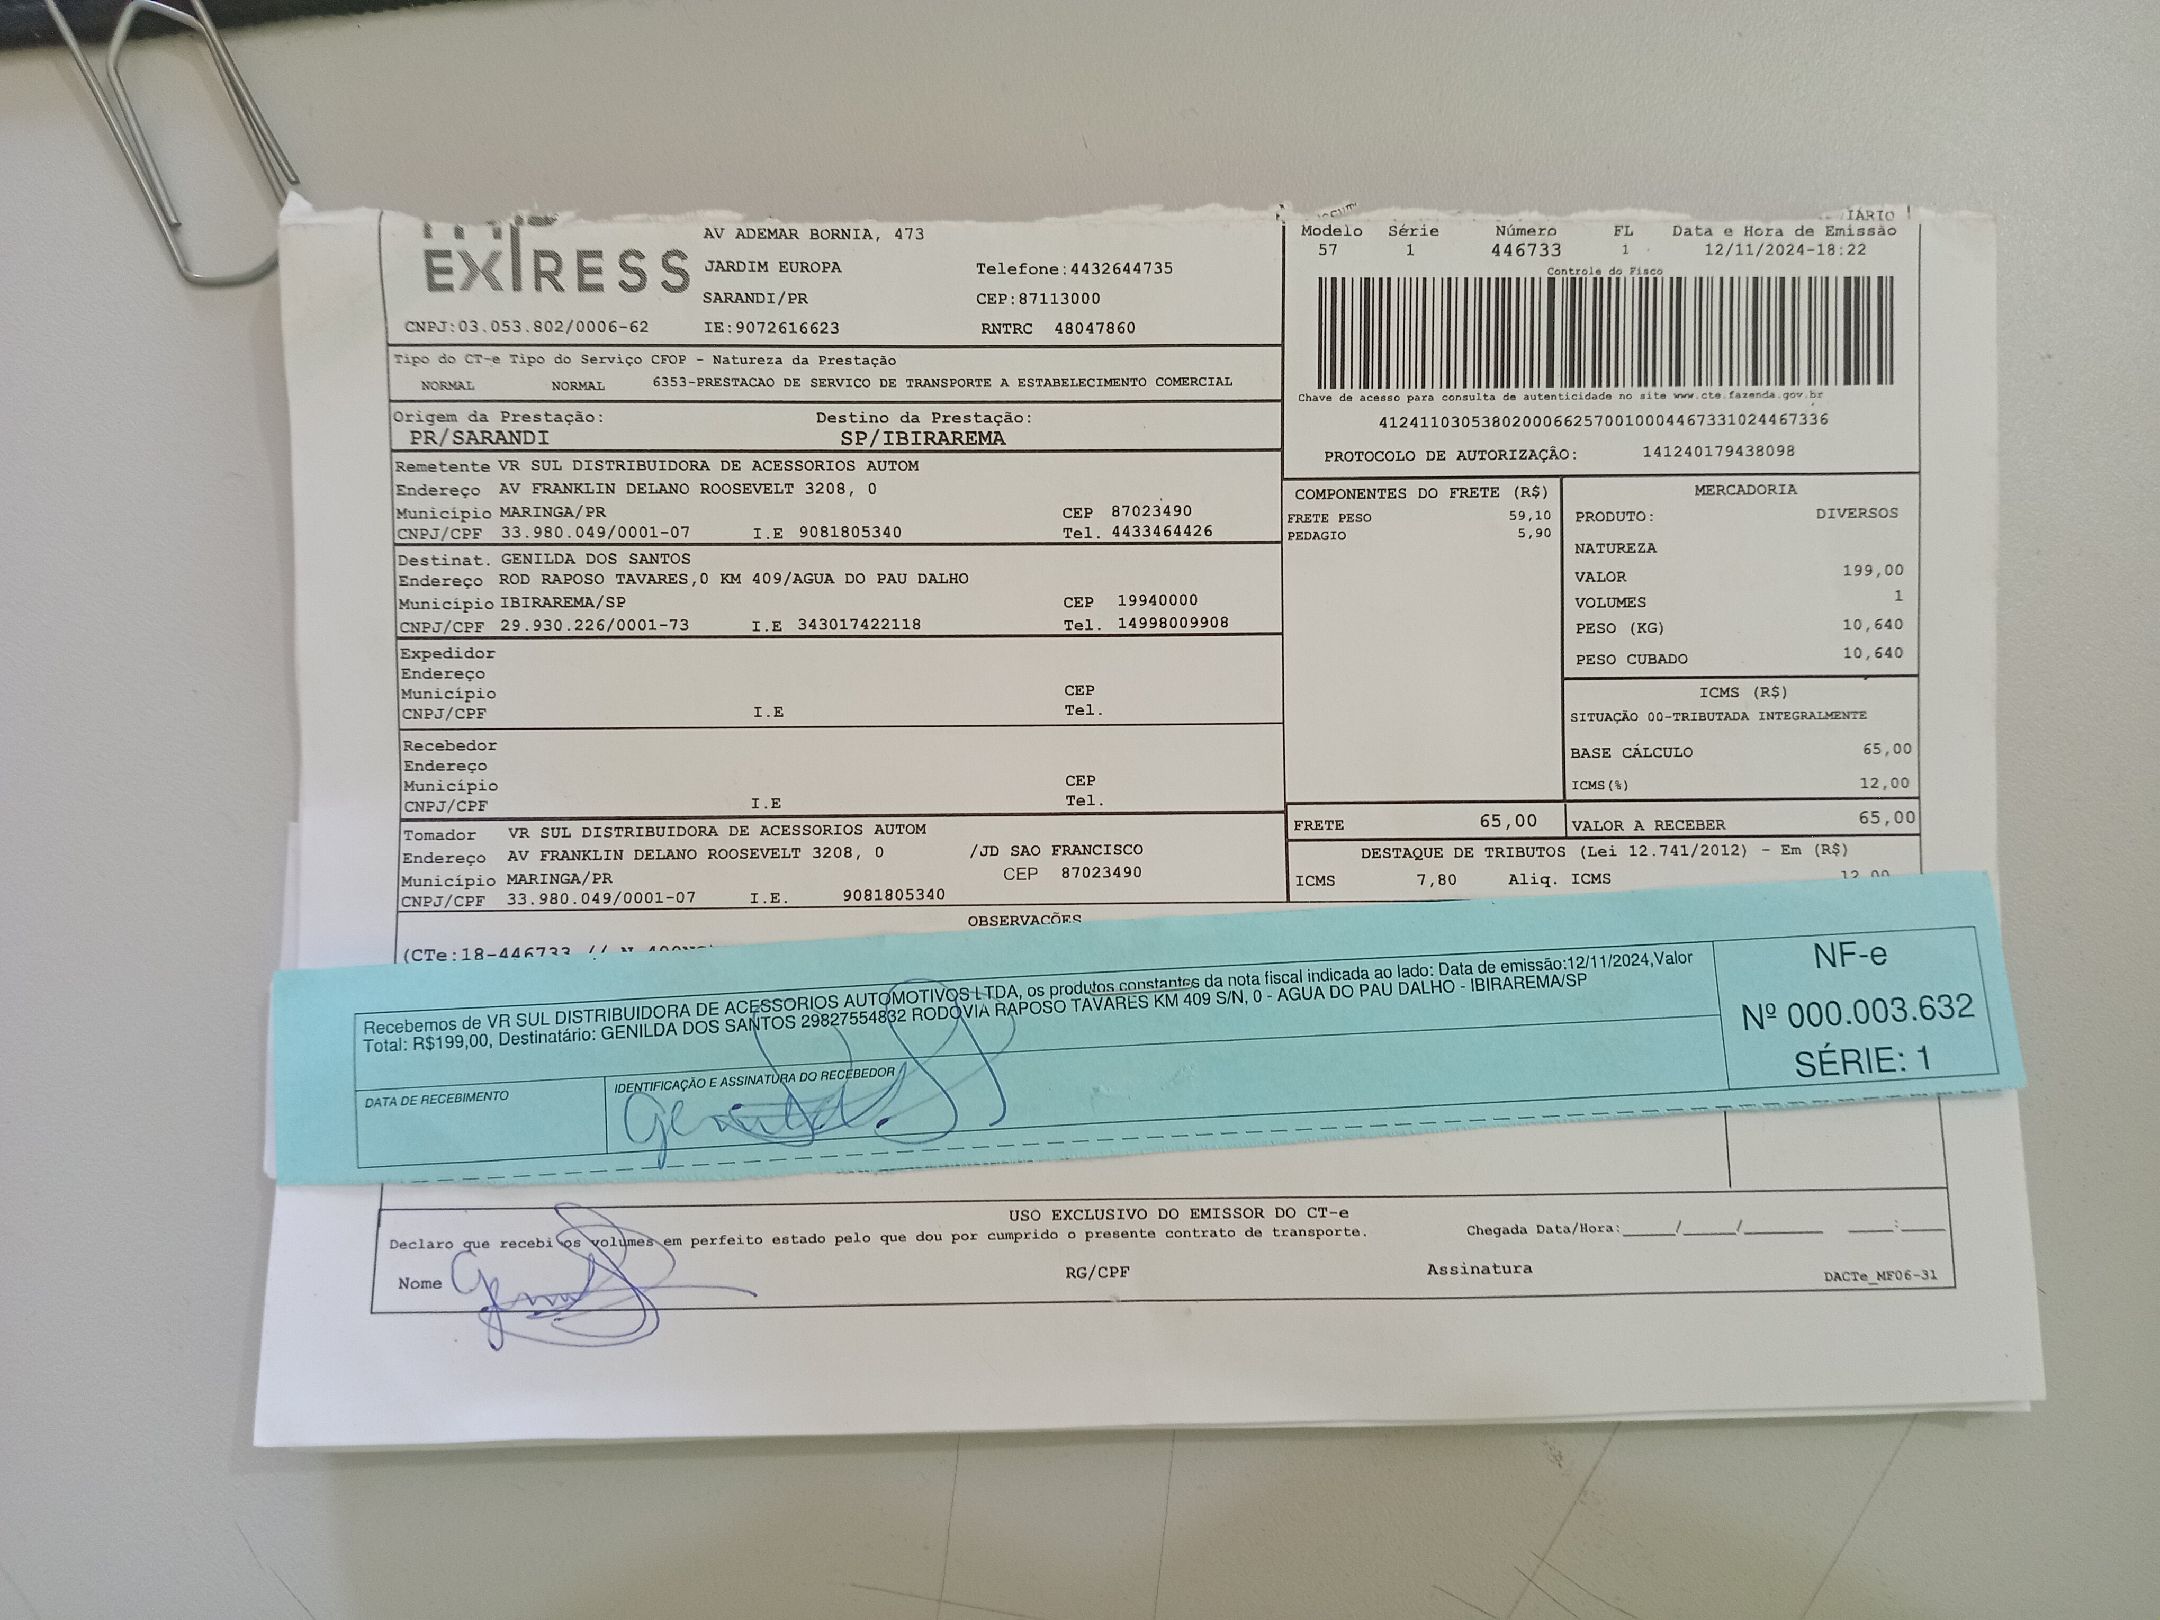 EXPRESS
AV ADEMAR BORNIA, 473
JARDIM EUROPA Telefone:4432644735
SARANDI/PR CEP:87113000
CNPJ:03.053.802/0006-62 IE:9072616623 RNTRC 48047860
IÁRIO
Modelo Série Número FL Data e Hora de Emissão
57 1 446733 1 12/11/2024-18:22
Controle do Fisco
Chave de acesso para consulta de autenticidade no site www.cte.fazenda.gov.br
41241103053802000662570010004467331024467336
PROTOCOLO DE AUTORIZAÇÃO: 141240179438098
Tipo do CT-e Tipo do Serviço CFOP - Natureza da Prestação
NORMAL NORMAL 6353-PRESTACAO DE SERVICO DE TRANSPORTE A ESTABELECIMENTO COMERCIAL
Origem da Prestação: Destino da Prestação:
PR/SARANDI SP/IBIRAREMA
Remetente VR SUL DISTRIBUIDORA DE ACESSORIOS AUTOM
Endereço AV FRANKLIN DELANO ROOSEVELT 3208, 0
Município MARINGA/PR CEP 87023490
CNPJ/CPF 33.980.049/0001-07 I.E 9081805340 Tel. 4433464426
Destinat. GENILDA DOS SANTOS
Endereço ROD RAPOSO TAVARES,0 KM 409/AGUA DO PAU DALHO
Município IBIRAREMA/SP CEP 19940000
CNPJ/CPF 29.930.226/0001-73 I.E 343017422118 Tel. 14998009908
Expedidor
Endereço
Município CEP
CNPJ/CPF I.E Tel.
Recebedor
Endereço
Município CEP
CNPJ/CPF I.E Tel.
Tomador VR SUL DISTRIBUIDORA DE ACESSORIOS AUTOM
Endereço AV FRANKLIN DELANO ROOSEVELT 3208, 0 /JD SAO FRANCISCO
Município MARINGA/PR CEP 87023490
CNPJ/CPF 33.980.049/0001-07 I.E. 9081805340
COMPONENTES DO FRETE (R$)
FRETE PESO 59,10
PEDAGIO 5,90
MERCADORIA
PRODUTO: DIVERSOS
NATUREZA
VALOR 199,00
VOLUMES 1
PESO (KG) 10,640
PESO CUBADO 10,640
ICMS (R$)
SITUAÇÃO 00-TRIBUTADA INTEGRALMENTE
BASE CÁLCULO 65,00
ICMS(%) 12,00
FRETE 65,00 VALOR A RECEBER 65,00
DESTAQUE DE TRIBUTOS (Lei 12.741/2012) - Em (R$)
ICMS 7,80 Aliq. ICMS 12,00
OBSERVAÇÕES
(CTe:18-446733 //
Recebemos de VR SUL DISTRIBUIDORA DE ACESSORIOS AUTOMOTIVOS LTDA, os produtos constantes da nota fiscal indicada ao lado: Data de emissão:12/11/2024,Valor
Total: R$199,00, Destinatário: GENILDA DOS SANTOS 29827554832 RODOVIA RAPOSO TAVARES KM 409 S/N, 0 - AGUA DO PAU DALHO - IBIRAREMA/SP
DATA DE RECEBIMENTO IDENTIFICAÇÃO E ASSINATURA DO RECEBEDOR
NF-e
Nº 000.003.632
SÉRIE: 1
USO EXCLUSIVO DO EMISSOR DO CT-e
Declaro que recebi os volumes em perfeito estado pelo que dou por cumprido o presente contrato de transporte. Chegada Data/Hora:____/____/______ ____:____
Nome RG/CPF Assinatura DACTe_MF06-31